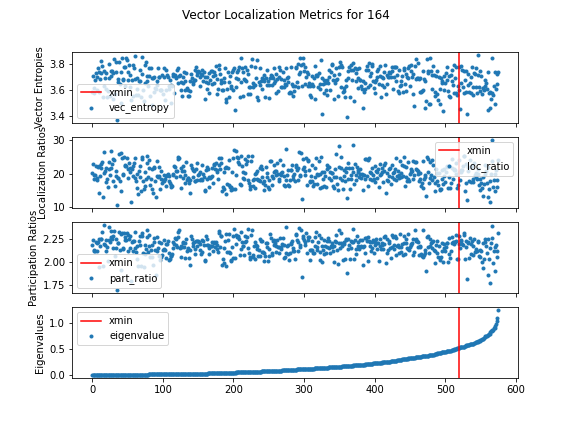 Vector Localization Metrics for 164
Vector Entropies
3.8
3.6
3.4
xmin
vec_entropy
Localization Ratios
30
20
10
xmin
loc_ratio
Participation Ratios
2.25
2.00
1.75
xmin
part_ratio
Eigenvalues
1.0
0.5
0.0
xmin
eigenvalue
0 100 200 300 400 500 600